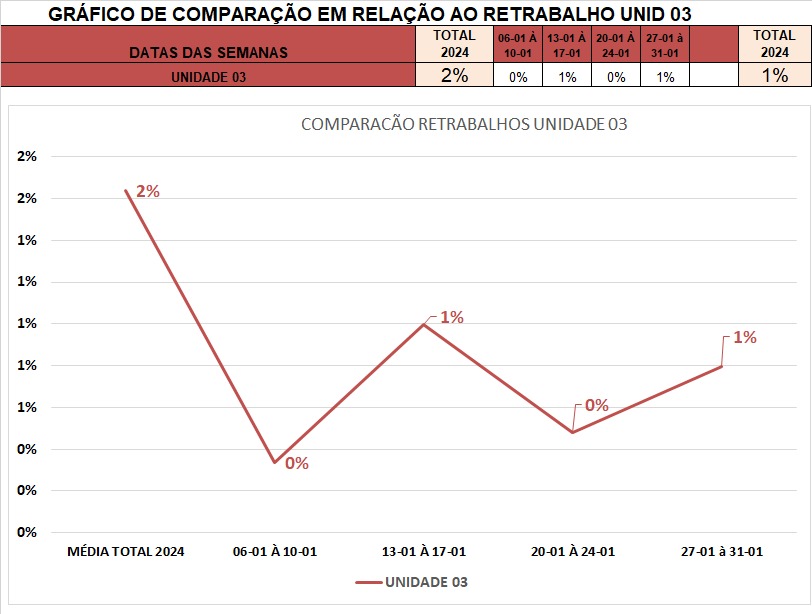 GRÁFICO DE COMPARAÇÃO EM RELAÇÃO AO RETRABALHO UNID 03
DATAS DAS SEMANAS
TOTAL
2024
06-01 À
10-01
13-01 À
17-01
20-01 À
24-01
27-01 à
31-01
TOTAL
2024
UNIDADE 03 2% 0% 1% 0% 1% 1%
COMPARACÃO RETRABALHOS UNIDADE 03
2%
2%
1%
1%
1%
1%
1%
0%
0%
0%
2%
0%
1%
0%
1%
MÉDIA TOTAL 2024 06-01 À 10-01 13-01 À 17-01 20-01 À 24-01 27-01 à 31-01
UNIDADE 03